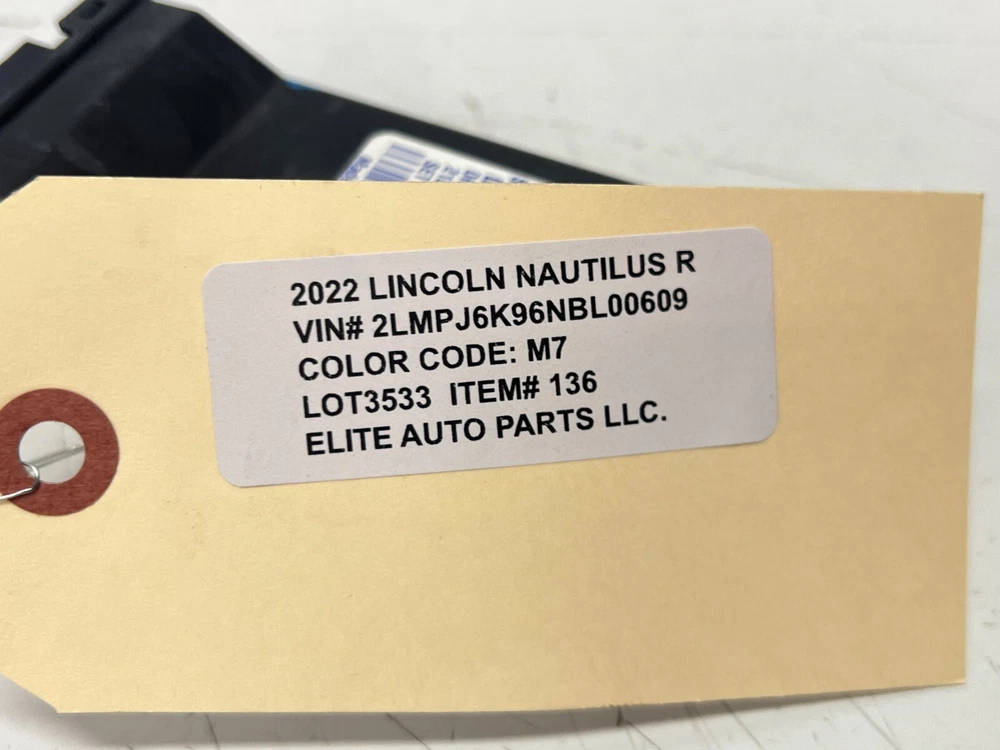 2022 LINCOLN NAUTILUS R
VIN# 2LMPJ6K96NBL00609
COLOR CODE: M7
LOT3533 ITEM# 136
ELITE AUTO PARTS LLC.